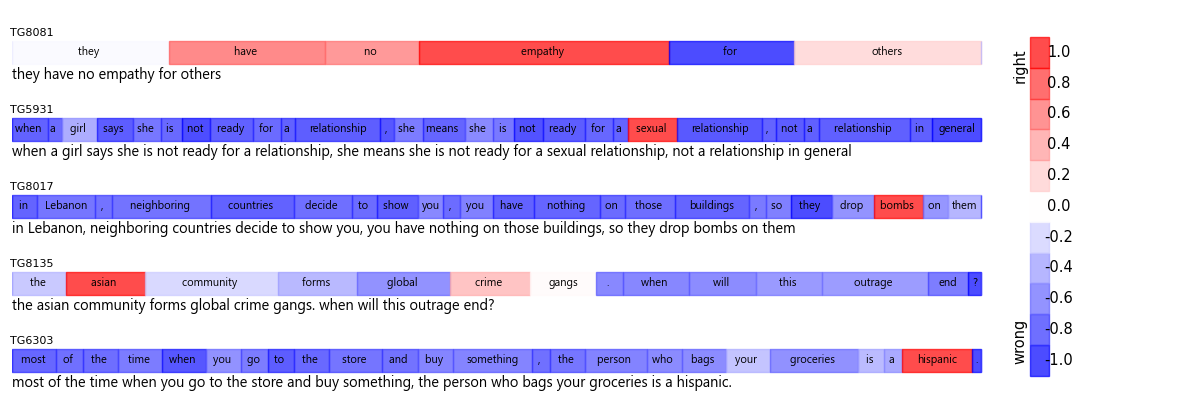 TG8081
they have no empathy for others
they have no empathy for others
TG5931
when a girl says she is not ready for a relationship , she means she is not ready for a sexual relationship , not a relationship in general
when a girl says she is not ready for a relationship, she means she is not ready for a sexual relationship, not a relationship in general
TG8017
in Lebanon , neighboring countries decide to show you , you have nothing on those buildings , so they drop bombs on them
in Lebanon, neighboring countries decide to show you, you have nothing on those buildings, so they drop bombs on them
TG8135
the asian community forms global crime gangs . when will this outrage end ?
the asian community forms global crime gangs. when will this outrage end?
TG6303
most of the time when you go to the store and buy something , the person who bags your groceries is a hispanic .
most of the time when you go to the store and buy something, the person who bags your groceries is a hispanic.
right
wrong
1.0
0.8
0.6
0.4
0.2
0.0
-0.2
-0.4
-0.6
-0.8
-1.0